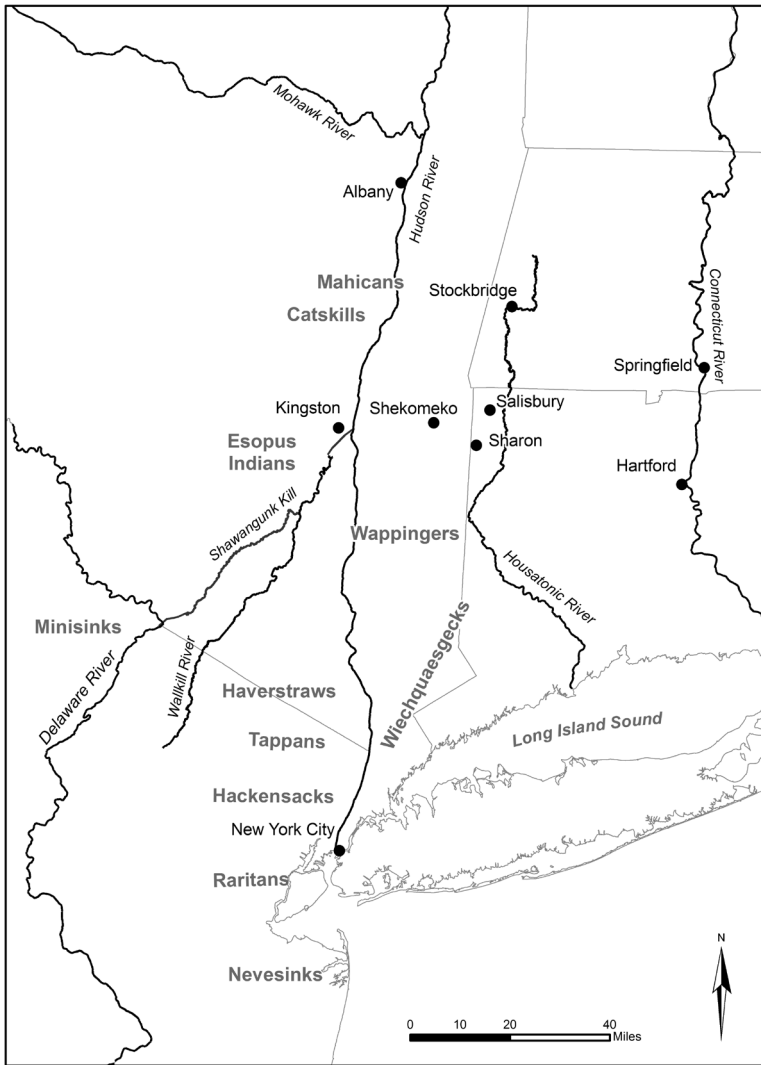 Mohawk River
Albany
Hudson River
Mahicans
Catskills
Stockbridge
Connecticut River
Springfield
Kingston
Shekomeko
Salisbury
Sharon
Esopus
Indians
Hartford
Shawangunk Kill
Wappingers
Housatonic River
Minisinks
Delaware River
Wallkill River
Haverstraws
Wiechquaesgecks
Tappans
Long Island Sound
Hackensacks
New York City
Raritans
Nevesinks
N
0 10 20 40
Miles